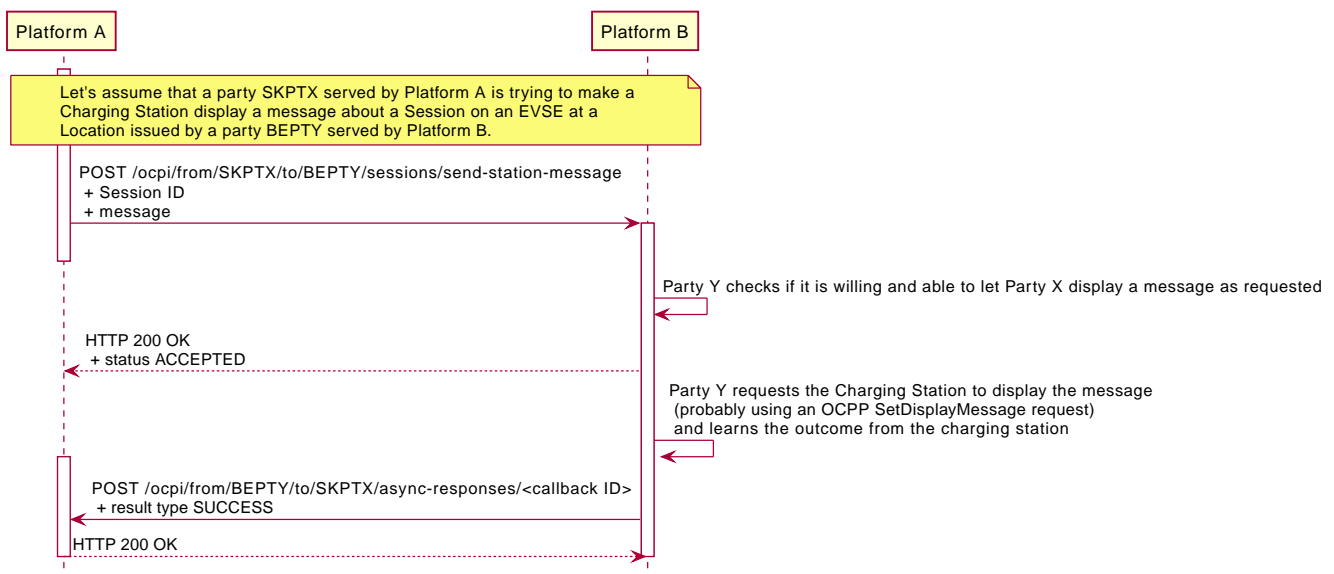 Platform A
Platform B
Let's assume that a party SKPTX served by Platform A is trying to make a
Charging Station display a message about a Session on an EVSE at a
Location issued by a party BEPTY served by Platform B.
POST /ocpi/from/SKPTX/to/BEPTY/sessions/send-station-message
+ Session ID
+ message
Party Y checks if it is willing and able to let Party X display a message as requested
HTTP 200 OK
+ status ACCEPTED
Party Y requests the Charging Station to display the message
(probably using an OCPP SetDisplayMessage request)
and learns the outcome from the charging station
POST /ocpi/from/BEPTY/to/SKPTX/async-responses/<callback ID>
+ result type SUCCESS
HTTP 200 OK